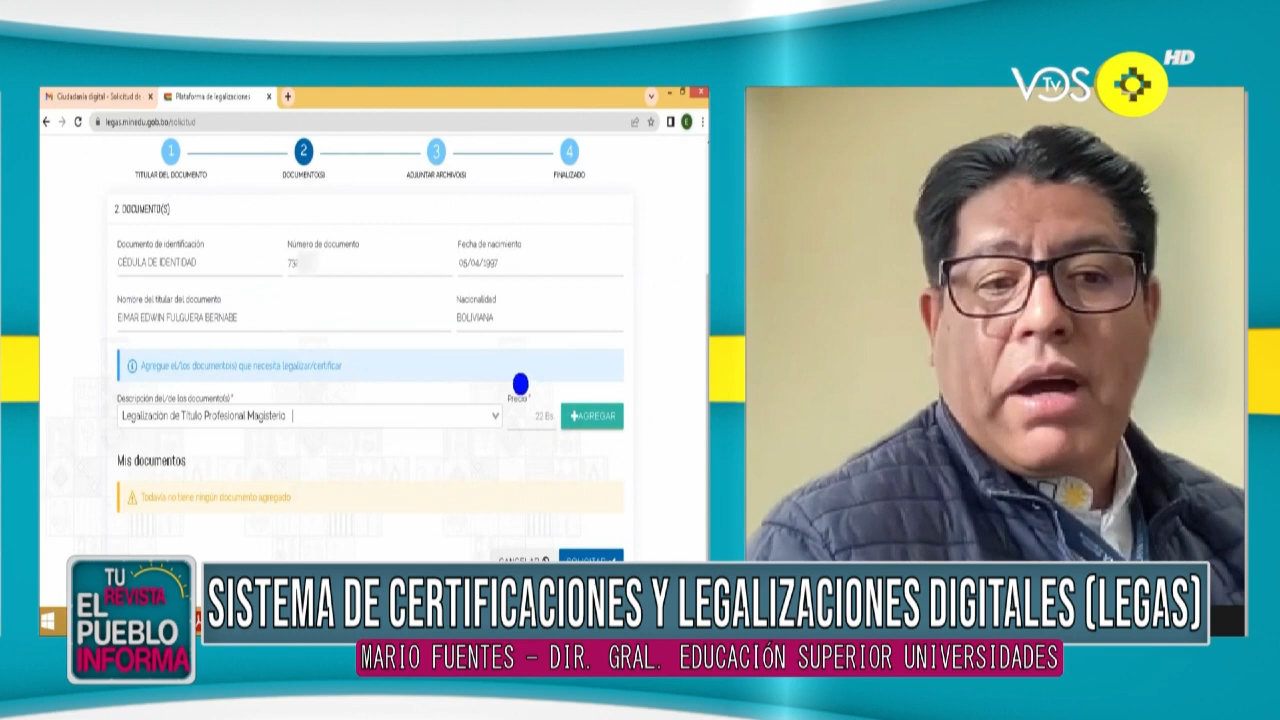 VOS TV HD
Ciudadanía digital - Solicitud de
Plataforma de legalizaciones
legas.minedu.gob.bo/solicitud
1 2 3 4
TITULAR DEL DOCUMENTO DOCUMENTO(S) ADJUNTAR ARCHIVO(S) FINALIZADO
2. DOCUMENTO(S)
Documento de identificación Número de documento Fecha de nacimiento
CÉDULA DE IDENTIDAD 05/04/1997
Nombre del titular del documento Nacionalidad
EIMAR EDWIN FULGUERA BERNABE BOLIVIANA
Agregue el/los documento(s) que necesita legalizar/certificar
Descripción del/de los documento(s) * Precio *
Legalización de Título Profesional Magisterio 22 Bs. +AGREGAR
Mis documentos
Todavía no tiene ningún documento agregado
CANCELAR SOLICITAR
TU
REVISTA
EL
PUEBLO
INFORMA
SISTEMA DE CERTIFICACIONES Y LEGALIZACIONES DIGITALES (LEGAS)
MARIO FUENTES - DIR. GRAL. EDUCACIÓN SUPERIOR UNIVERSIDADES